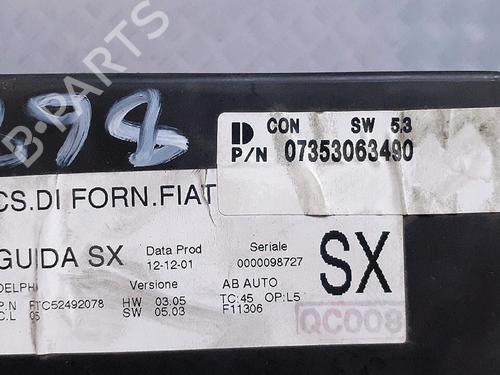 398
D CON SW 5.3
P/N 07353063490
CS.DI FORN.FIAT
GUIDA SX
Data Prod
12-12-01
Seriale
0000098727
SX
DELPHI
Versione
AB AUTO
P.N FTC52492078
HW 03.05
TC:45 OP:L5
C.L 05
SW 05.03
F11306
QC008
B-PARTS